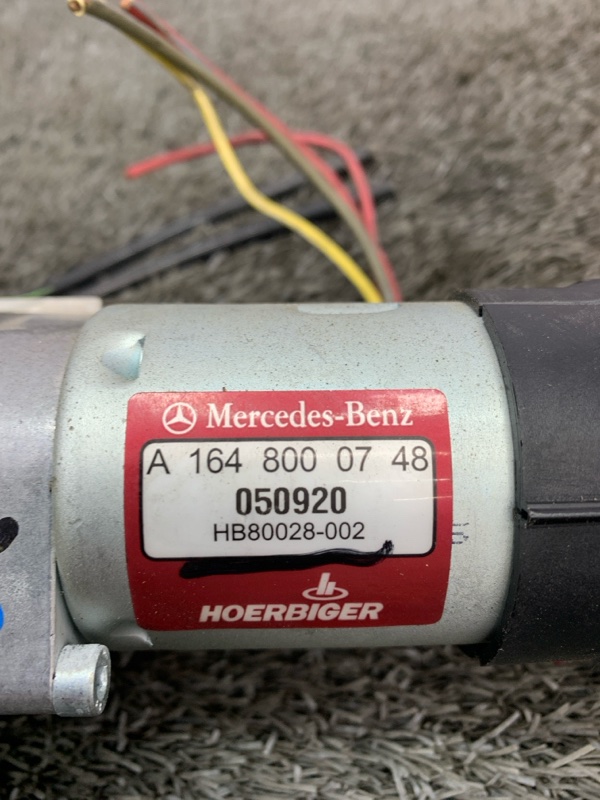 Mercedes-Benz
A 164 800 07 48
050920
HB80028-002
HOERBIGER